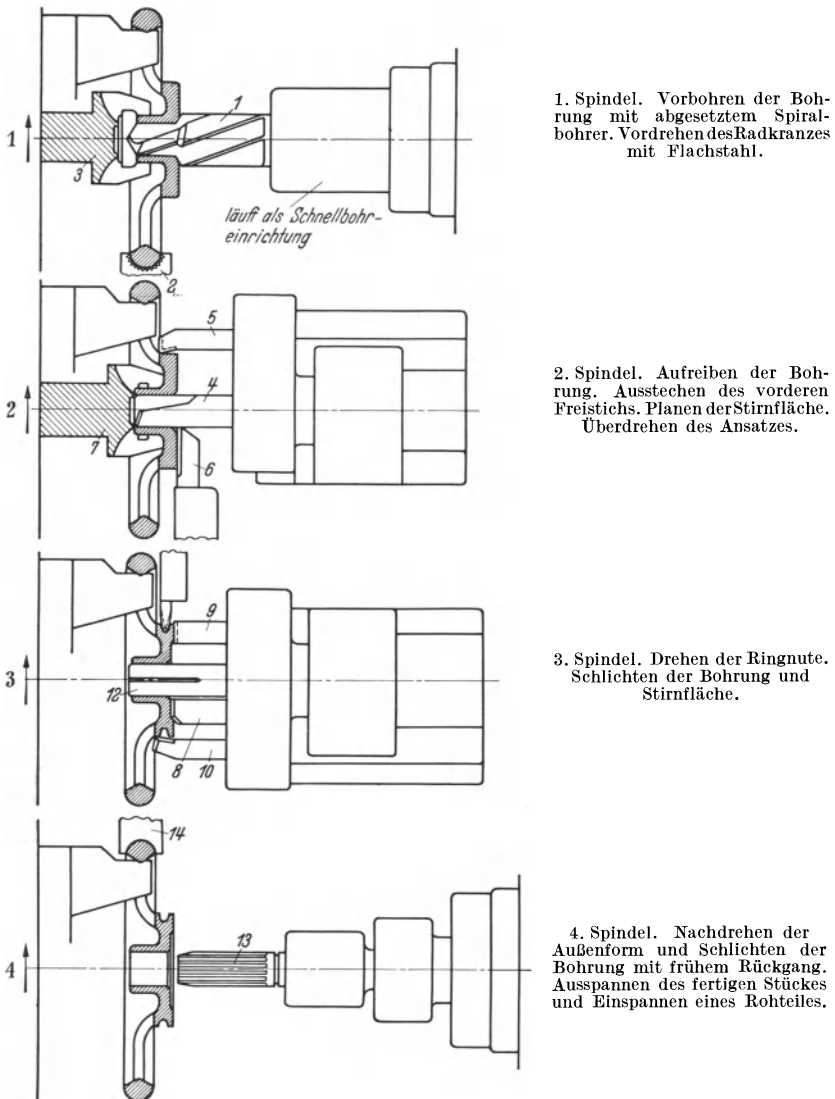 1
1
3
2
läuft als Schnellbohr-
einrichtung
1. Spindel. Vorbohren der Boh-
rung mit abgesetztem Spiral-
bohrer. Vordrehen des Radkranzes
mit Flachstahl.
2
5
4
7
6
2. Spindel. Aufreiben der Boh-
rung. Ausstechen des vorderen
Freistichs. Planen der Stirnfläche.
Überdrehen des Ansatzes.
3
9
12
8
10
3. Spindel. Drehen der Ringnute.
Schlichten der Bohrung und
Stirnfläche.
4
14
13
4. Spindel. Nachdrehen der
Außenform und Schlichten der
Bohrung mit frühem Rückgang.
Ausspannen des fertigen Stückes
und Einspannen eines Rohteiles.